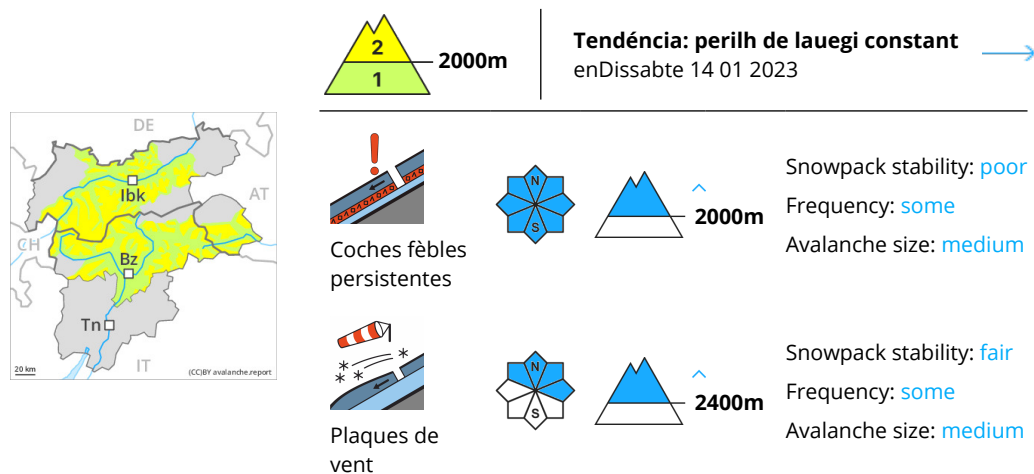 2
1
2000m
Tendéncia: perilh de lauegi constant
enDissabte 14 01 2023
DE
Ibk
AT
CH
Bz
Tn
IT
20 km
(CC)BY avalanche.report
N
S
2000m
Coches fèbles
persistentes
Snowpack stability: poor
Frequency: some
Avalanche size: medium
N
S
2400m
Plaques de
vent
Snowpack stability: fair
Frequency: some
Avalanche size: medium